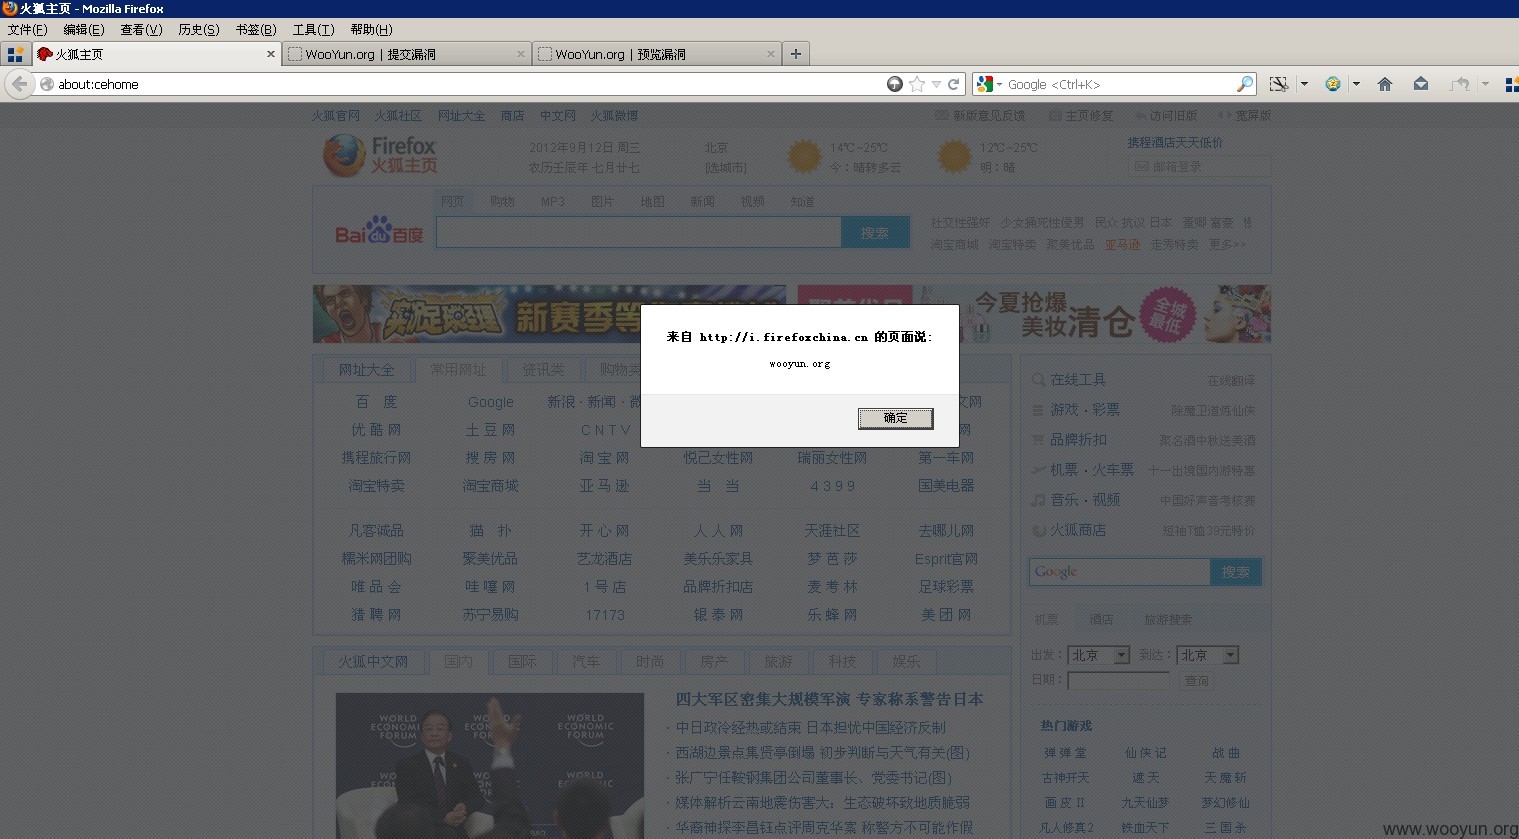 火狐主页 - Mozilla Firefox
文件(F) 编辑(E) 查看(V) 历史(S) 书签(B) 工具(T) 帮助(H)
火狐主页 × WooYun.org | 提交漏洞 × WooYun.org | 预览漏洞 × +
about:cehome Google <Ctrl+K>
火狐官网 火狐社区 网址大全 商店 中文网 火狐微博 新版意见反馈 主页修复 访问旧版 宽屏版
Firefox
火狐主页
2012年9月12日 周三 北京 14℃~25℃ 12℃~25℃ 携程酒店天天低价
农历壬辰年 七月廿七 [选城市] 今：晴转多云 明：晴 邮箱登录
网页 购物 MP3 图片 地图 新闻 视频 知道
Bai du 百度 搜索
社交性强奸 少女捅死性侵男 民众 抗议 日本 蛋卿 富豪
淘宝商城 淘宝特卖 聚美优品 亚马逊 走秀特卖 更多>>
新赛季等
今夏抢爆
美妆清仓
全城
最低
来自 http://i.firefoxchina.cn 的页面说:
wooyun.org
确定
网址大全 常用网址 资讯类 购物类
百 度 Google 新浪·新闻·微 文网
优 酷 网 土 豆 网 C N T V 网
携程旅行网 搜 房 网 淘 宝 网 悦己女性网 瑞丽女性网 第一车网
淘宝特卖 淘宝商城 亚 马 逊 当 当 4 3 9 9 国美电器
凡客诚品 猫 扑 开 心 网 人 人 网 天涯社区 去哪儿网
糯米网团购 聚美优品 艺龙酒店 美乐乐家具 梦 芭 莎 Esprit官网
唯 品 会 哇 噻 网 1 号 店 品牌折扣店 麦 考 林 足球彩票
猎 聘 网 苏宁易购 17173 银 泰 网 乐 蜂 网 美 团 网
在线工具 在线翻译
游戏·彩票 除魔卫道炼仙侠
品牌折扣 聚名酒中秋送美酒
机票·火车票 十一出境国内游特惠
音乐·视频 中国好声音考核赛
火狐商店 短袖T恤39元特价
Google 搜索
机票 酒店 旅游搜索
出发： 北京 到达： 北京
日期： 查询
火狐中文网 国内 国际 汽车 时尚 房产 旅游 科技 娱乐
WORLD ECONOMIC FORUM
WORLD ECONOMIC FORUM
WORLD ECONOMIC FORUM
四大军区密集大规模军演 专家称系警告日本
· 中日政冷经热或结束 日本担忧中国经济反制
· 西湖边景点集贤亭倒塌 初步判断与天气有关(图)
· 张广宁任鞍钢集团公司董事长、党委书记(图)
· 媒体解析云南地震伤害大：生态破坏致地质脆弱
· 华裔神探李昌钰点评周克华案 称警方不可能作假
热门游戏
弹 弹 堂 仙 侠 记 战 曲
古神开天 遮 天 天 魔 斩
画 皮 II 九天仙梦 梦幻修仙
凡人修真2 铁血天下 三 国 杀
www.wooyun.org